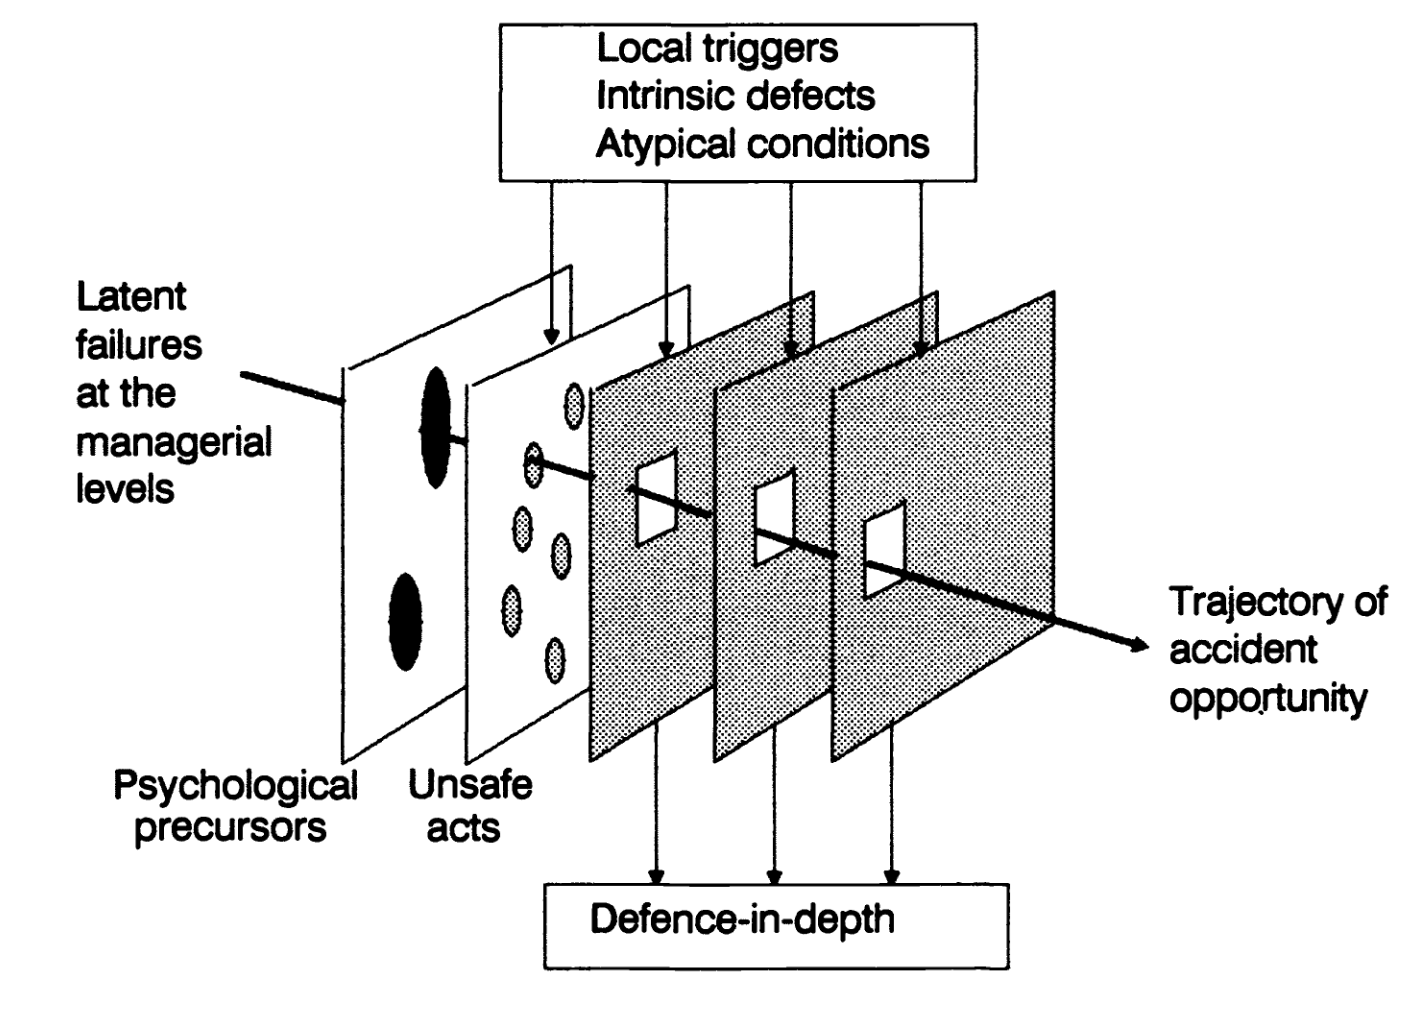 Local triggers
Intrinsic defects
Atypical conditions
Latent
failures
at the
managerial
levels
Trajectory of
accident
opportunity
Psychological
precursors
Unsafe
acts
Defence-in-depth